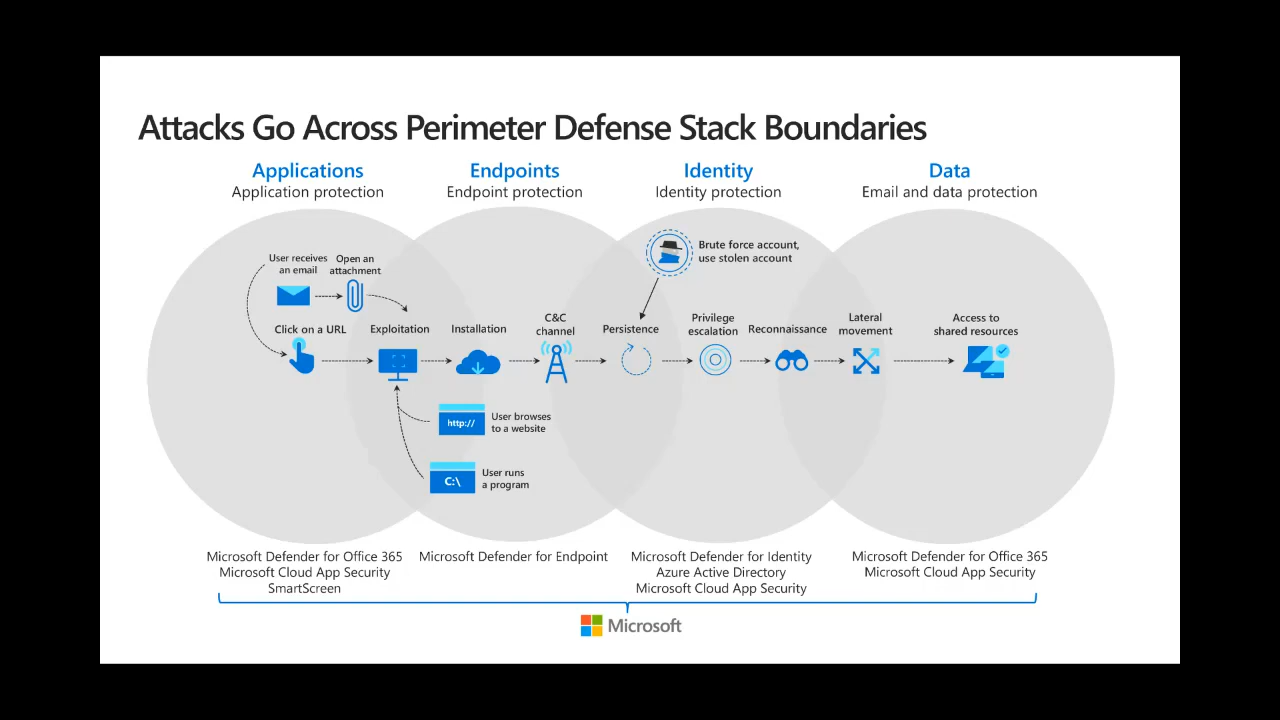 Attacks Go Across Perimeter Defense Stack Boundaries
Applications
Application protection
Endpoints
Endpoint protection
Identity
Identity protection
Data
Email and data protection
User receives
an email
Open an
attachment
Brute force account,
use stolen account
Click on a URL
Exploitation
Installation
C&C
channel
Persistence
Privilege
escalation
Reconnaissance
Lateral
movement
Access to
shared resources
http://
User browses
to a website
C:\
User runs
a program
Microsoft Defender for Office 365
Microsoft Cloud App Security
SmartScreen
Microsoft Defender for Endpoint
Microsoft Defender for Identity
Azure Active Directory
Microsoft Cloud App Security
Microsoft Defender for Office 365
Microsoft Cloud App Security
Microsoft